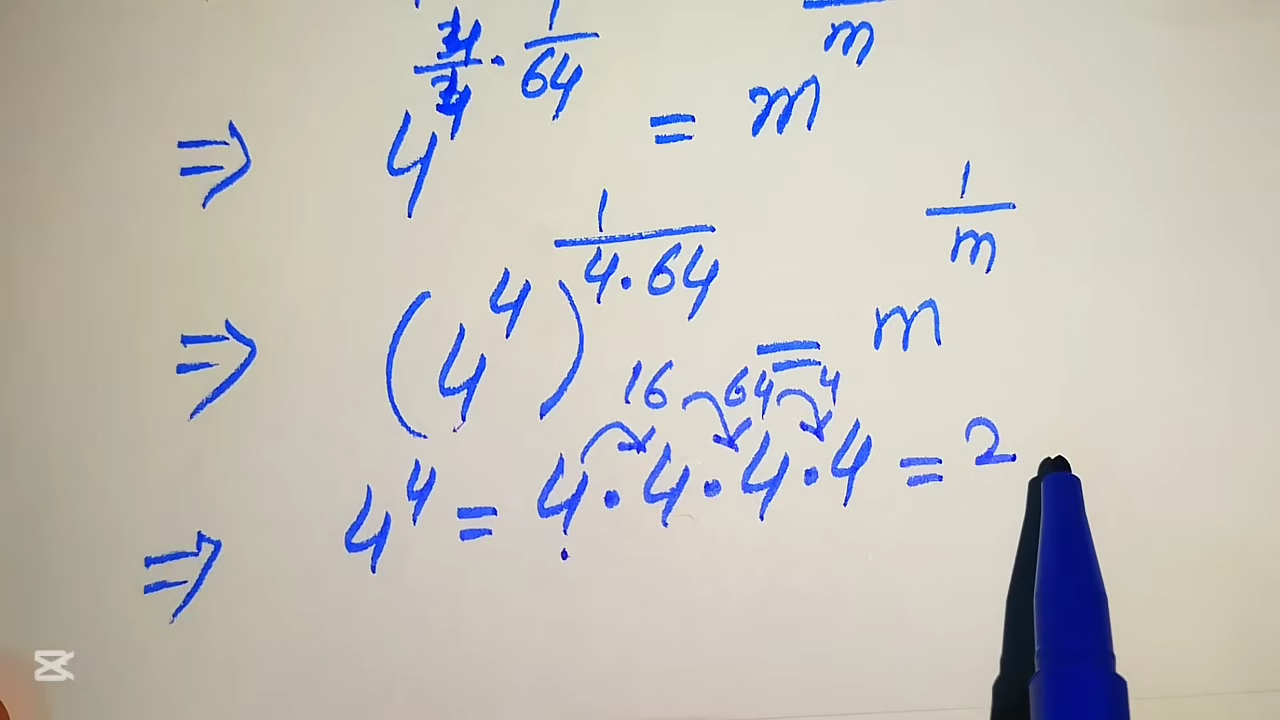 ⇒ 4^(4/4 · 1/64) = m^(1/m)
⇒ (4^4)^(1/(4·64)) = m^(1/m)
16 64 4
⇒ 4^4 = 4·4·4·4 = 2